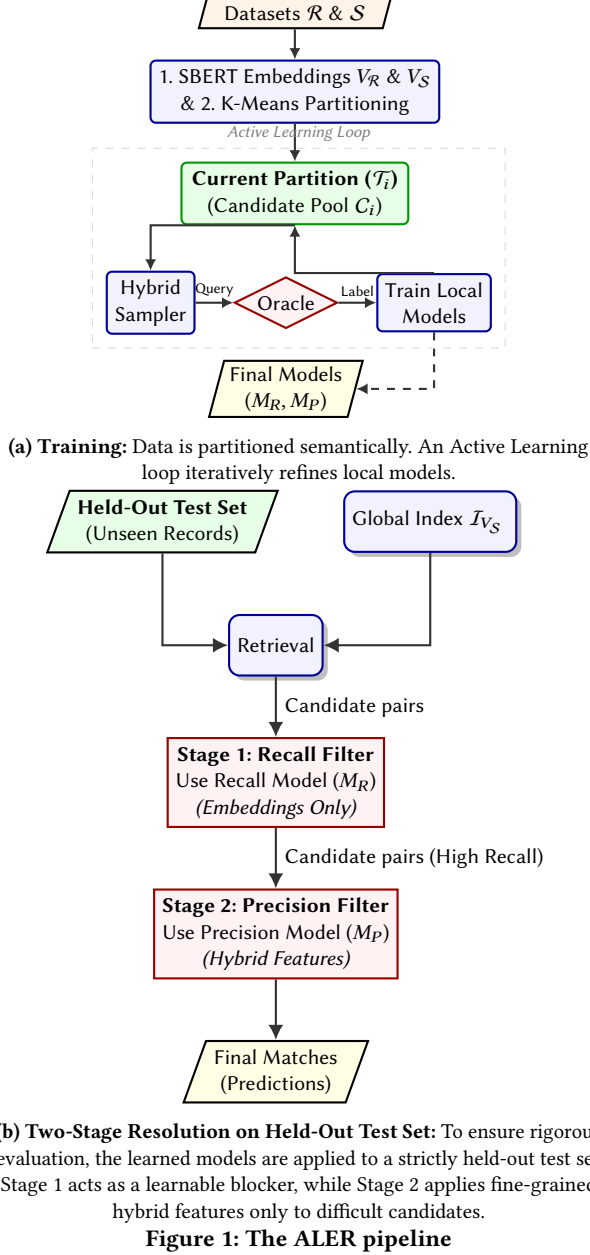 Datasets ℛ & 𝒮
1. SBERT Embeddings V_ℛ & V_𝒮
& 2. K-Means Partitioning
Active Learning Loop
Current Partition (𝒯_i)
(Candidate Pool C_i)
Hybrid
Sampler
Query
Oracle
Label
Train Local
Models
Final Models
(M_R, M_P)
(a) Training: Data is partitioned semantically. An Active Learning
loop iteratively refines local models.
Held-Out Test Set
(Unseen Records)
Global Index ℐ_{V_𝒮}
Retrieval
Candidate pairs
Stage 1: Recall Filter
Use Recall Model (M_R)
(Embeddings Only)
Candidate pairs (High Recall)
Stage 2: Precision Filter
Use Precision Model (M_P)
(Hybrid Features)
Final Matches
(Predictions)
(b) Two-Stage Resolution on Held-Out Test Set: To ensure rigorou
evaluation, the learned models are applied to a strictly held-out test se
Stage 1 acts as a learnable blocker, while Stage 2 applies fine-grained
hybrid features only to difficult candidates.
Figure 1: The ALER pipeline